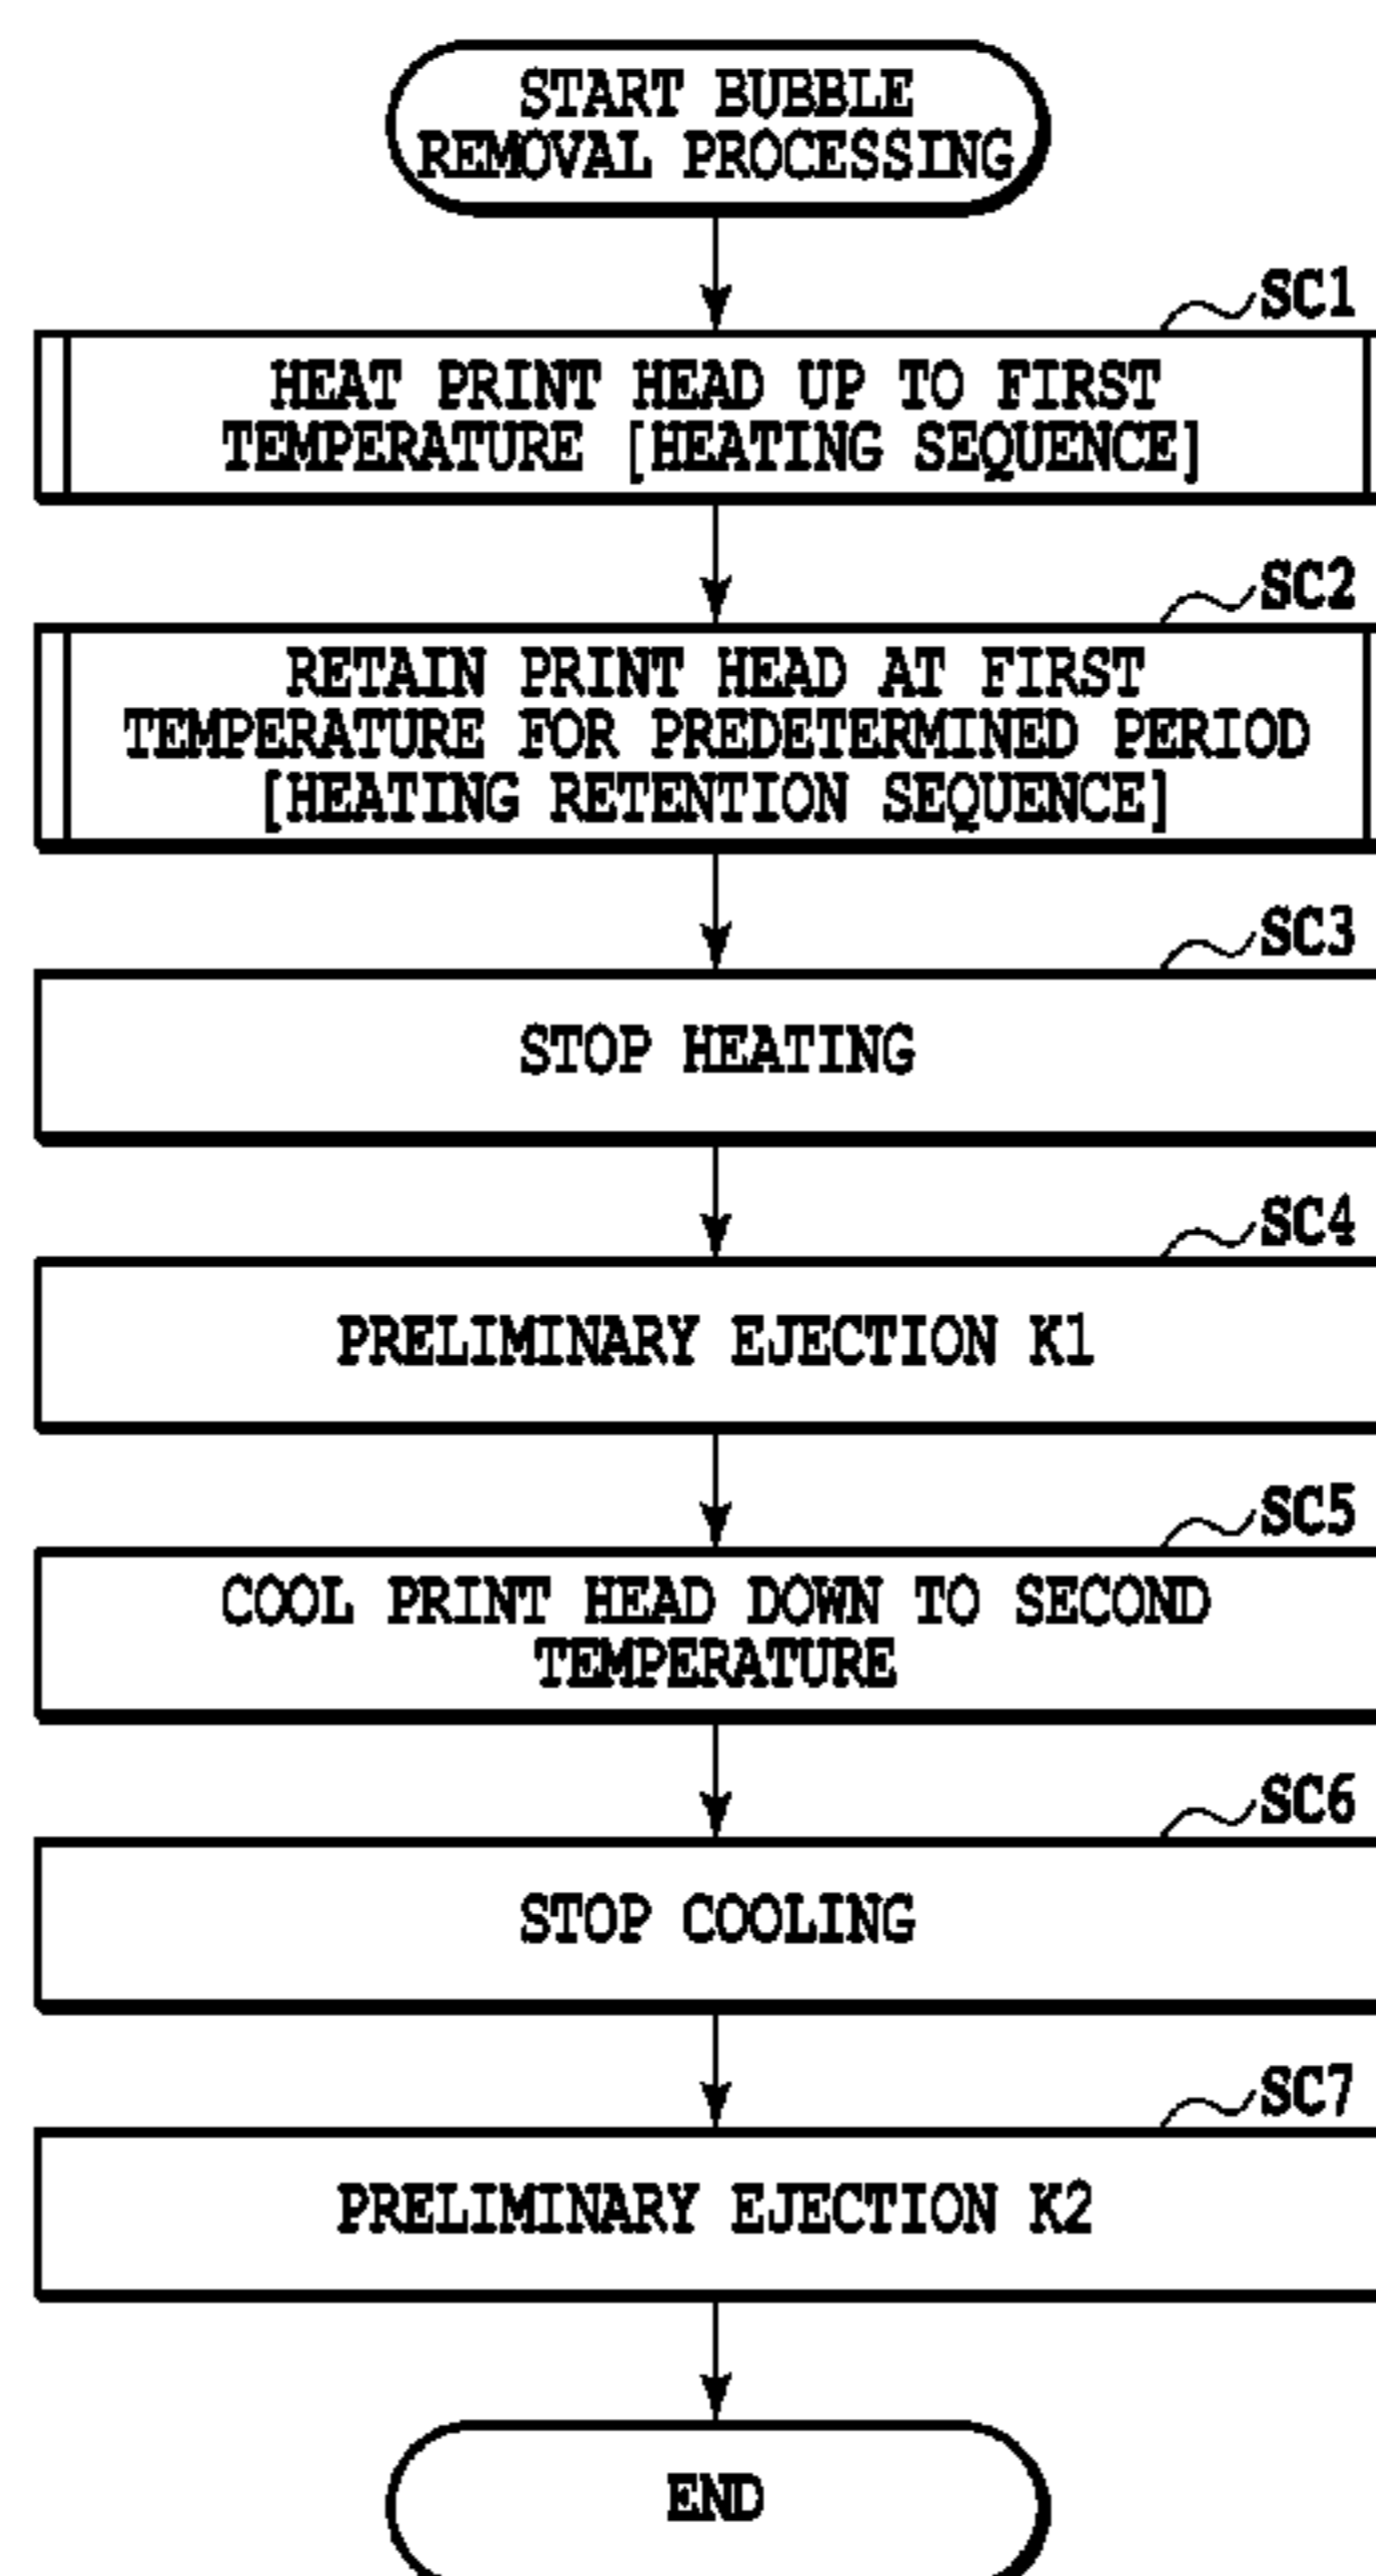 START BUBBLE
REMOVAL PROCESSING
SC1
HEAT PRINT HEAD UP TO FIRST
TEMPERATURE [HEATING SEQUENCE]
SC2
RETAIN PRINT HEAD AT FIRST
TEMPERATURE FOR PREDETERMINED PERIOD
[HEATING RETENTION SEQUENCE]
SC3
STOP HEATING
SC4
PRELIMINARY EJECTION K1
SC5
COOL PRINT HEAD DOWN TO SECOND
TEMPERATURE
SC6
STOP COOLING
SC7
PRELIMINARY EJECTION K2
END